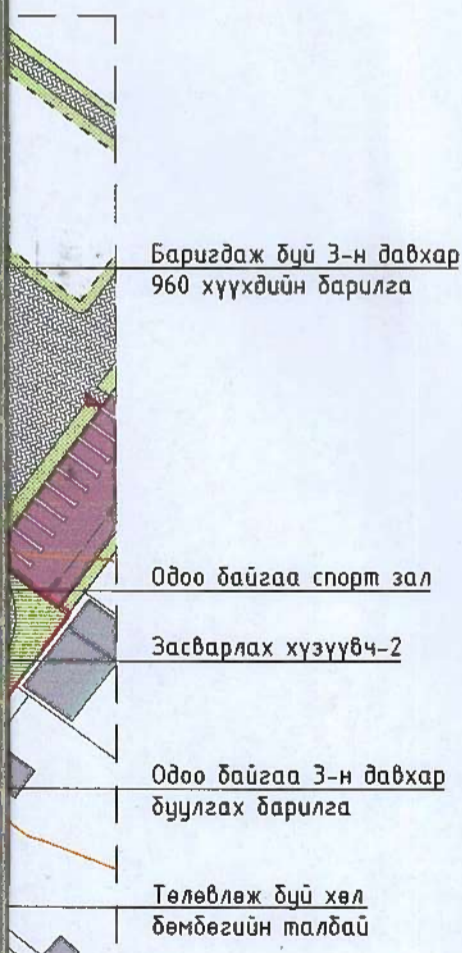 Баригдаж буй 3-н давхар
960 хүүхдийн барилга
Одоо байгаа спорт зал
Засварлах хүзүүвч-2
Одоо байгаа 3-н давхар
буулгах барилга
Төлөвлөж буй хөл
бөмбөгийн талбай